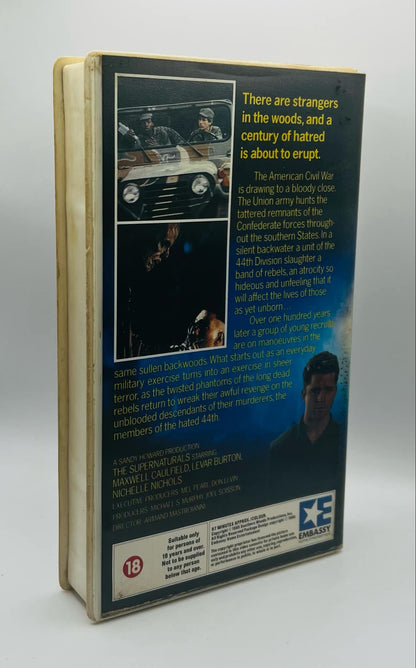 There are strangers
in the woods, and a
century of hatred
is about to erupt.
The American Civil War
is drawing to a bloody close.
The Union army hunts the
tattered remnants of the
Confederate forces through-
out the southern States. In a
silent backwater a unit of the
44th Division slaughter a
band of rebels, an atrocity so
hideous and unfeeling that it
will affect the lives of those
as yet unborn...
Over one hundred years
later a group of young recruits
are on manoeuvres in the
same sullen backwoods. What starts out as an everyday
military exercise turns into an exercise in sheer
terror, as the twisted phantoms of the long dead
rebels return to wreak their awful revenge on the
unblooded descendants of their murderers, the
members of the hated 44th.
A SANDY HOWARD PRODUCTION
THE SUPERNATURALS STARRING
MAXWELL CAULFIELD, LEVAR BURTON,
NICHELLE NICHOLS
EXECUTIVE PRODUCERS: MEL PEARL, DON LEVIN
PRODUCERS: MICHAEL S. MURPHY, JOEL SOISSON
DIRECTOR: ARMAND MASTROIANNI
18
Suitable only
for persons of
18 years and over.
Not to be supplied
to any person
below that age.
87 MINUTES APPROX./COLOUR.
E
EMBASSY